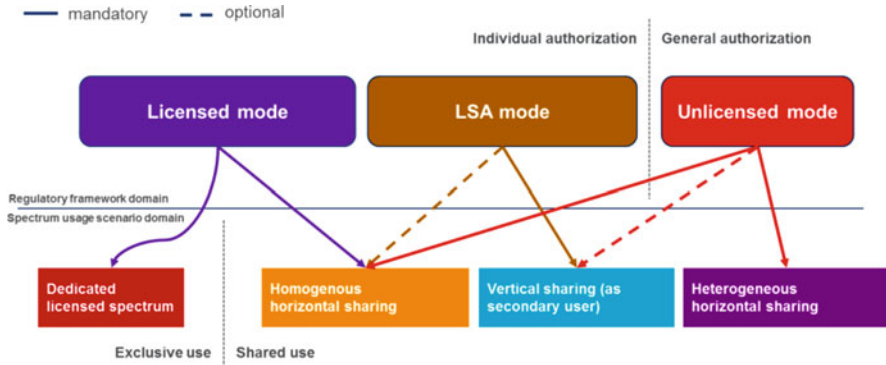 mandatory optional
Individual authorization General authorization
Licensed mode LSA mode Unlicensed mode
Regulatory framework domain
Spectrum usage scenario domain
Dedicated
licensed spectrum
Homogenous
horizontal sharing
Vertical sharing (as
secondary user)
Heterogeneous
horizontal sharing
Exclusive use Shared use